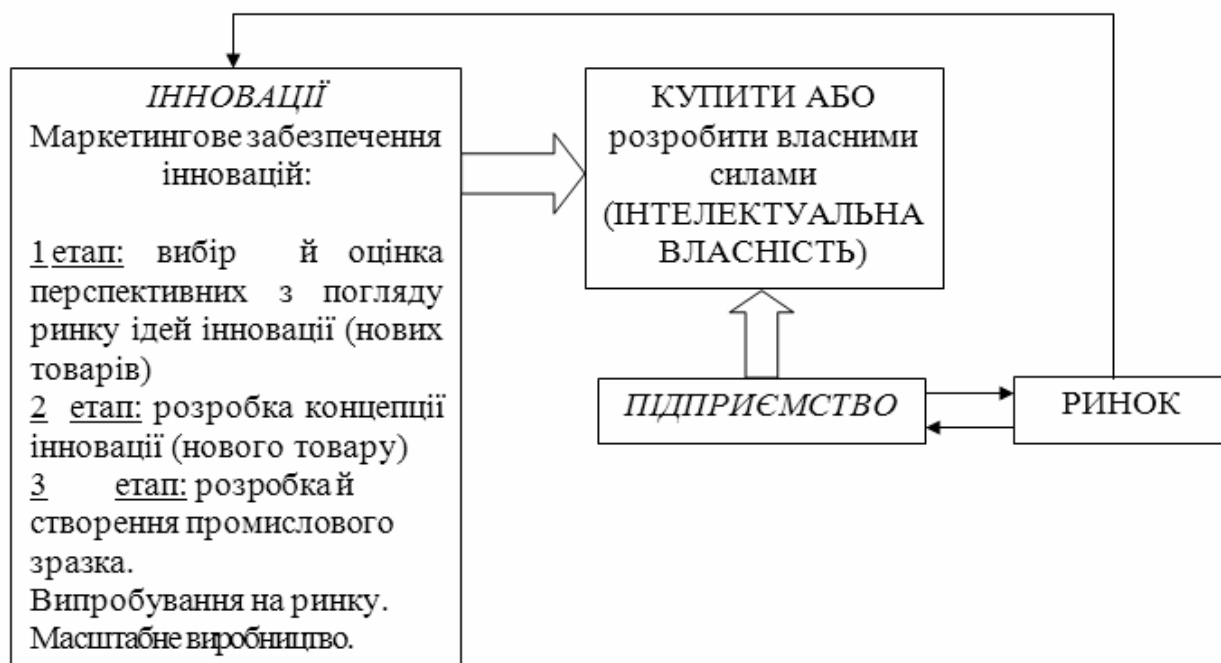 ІННОВАЦІЇ
Маркетингове забезпечення
інновацій:
1 етап: вибір й оцінка
перспективних з погляду
ринку ідей інновації (нових
товарів)
2 етап: розробка концепції
інновації (нового товару)
3 етап: розробка й
створення промислового
зразка.
Випробування на ринку.
Масштабне виробництво.
КУПИТИ АБО
розробити власними
силами
(ІНТЕЛЕКТУАЛЬНА
ВЛАСНІСТЬ)
ПІДПРИЄМСТВО
РИНОК